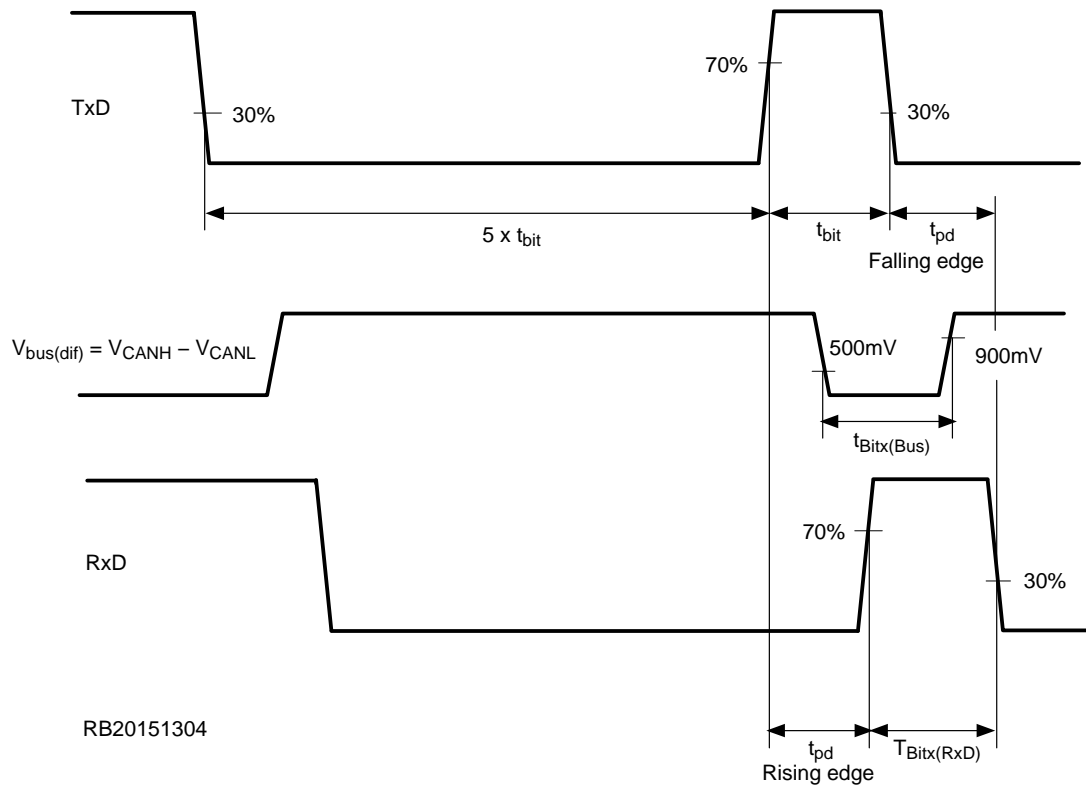 70%
TxD
30%
30%
5 x tbit
tbit
tpd
Falling edge
Vbus(dif) = VCANH – VCANL
500mV
900mV
tBitx(Bus)
70%
RxD
30%
RB20151304
tpd
TBitx(RxD)
Rising edge